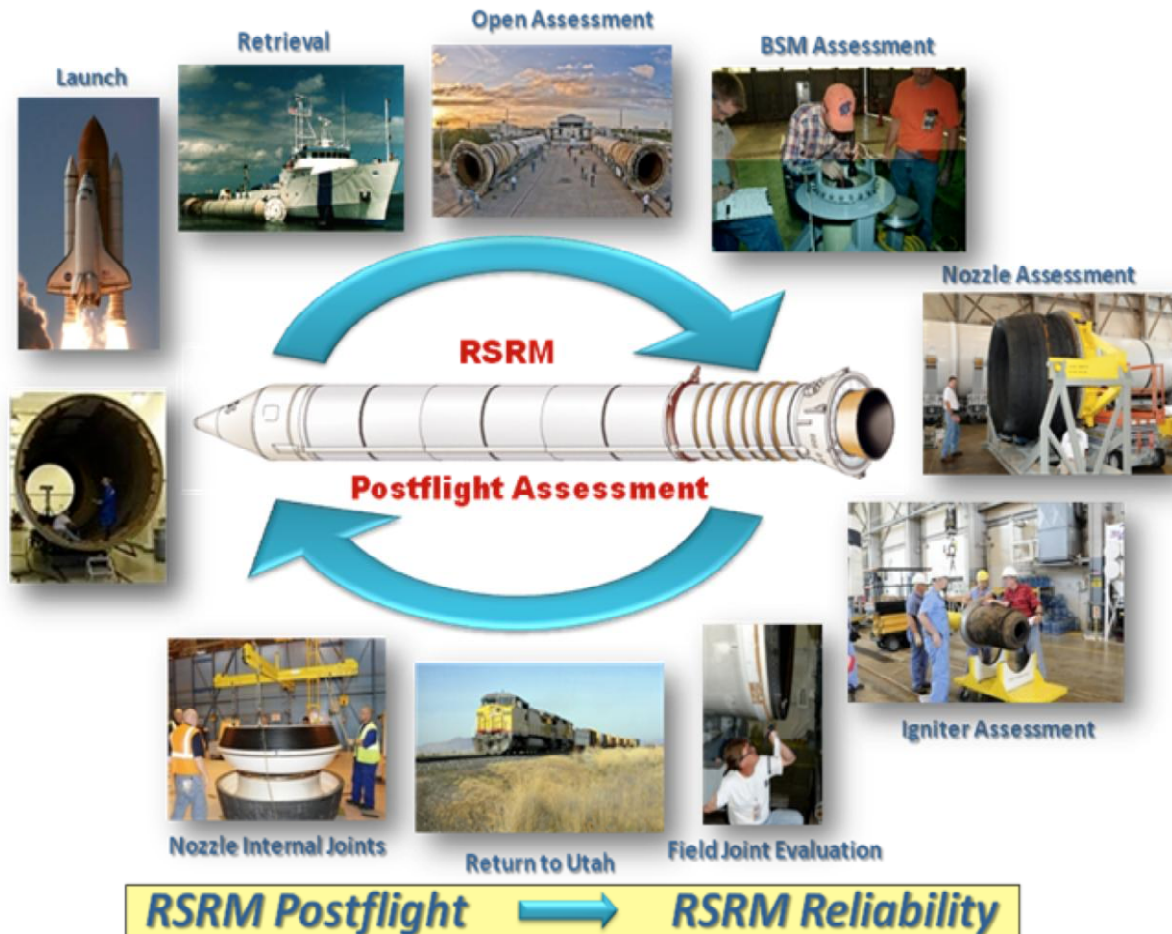 Launch
Retrieval
Open Assessment
BSM Assessment
Nozzle Assessment
RSRM
Postflight Assessment
Igniter Assessment
Field Joint Evaluation
Return to Utah
Nozzle Internal Joints
RSRM Postflight
RSRM Reliability